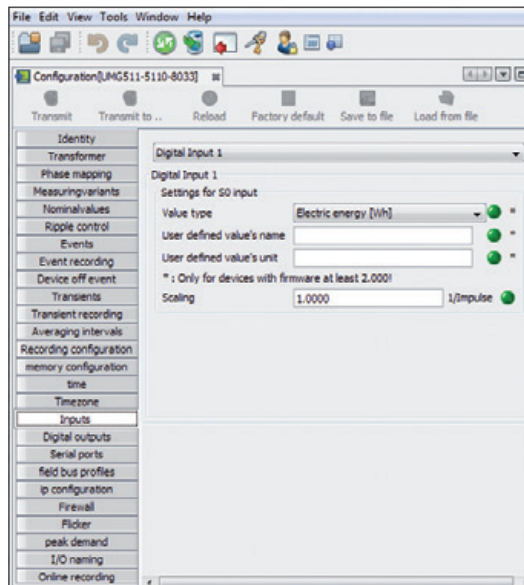 File Edit View Tools Window Help
Configuration[UMG511-5110-8033]
Transmit Transmit to .. Reload Factory default Save to file Load from file
Identity
Transformer
Phase mapping
Measuringvariants
Nominalvalues
Ripple control
Events
Event recording
Device off event
Transients
Transient recording
Averaging intervals
Recording configuration
memory configuration
time
Timezone
Inputs
Digital outputs
Serial ports
field bus profiles
ip configuration
Firewall
Flicker
peak demand
I/O naming
Online recording
Digital Input 1
Digital Input 1
Settings for S0 input
Value type Electric energy [Wh] *
User defined value's name *
User defined value's unit *
* : Only for devices with firmware at least 2.000!
Scaling 1.0000 1/Impulse